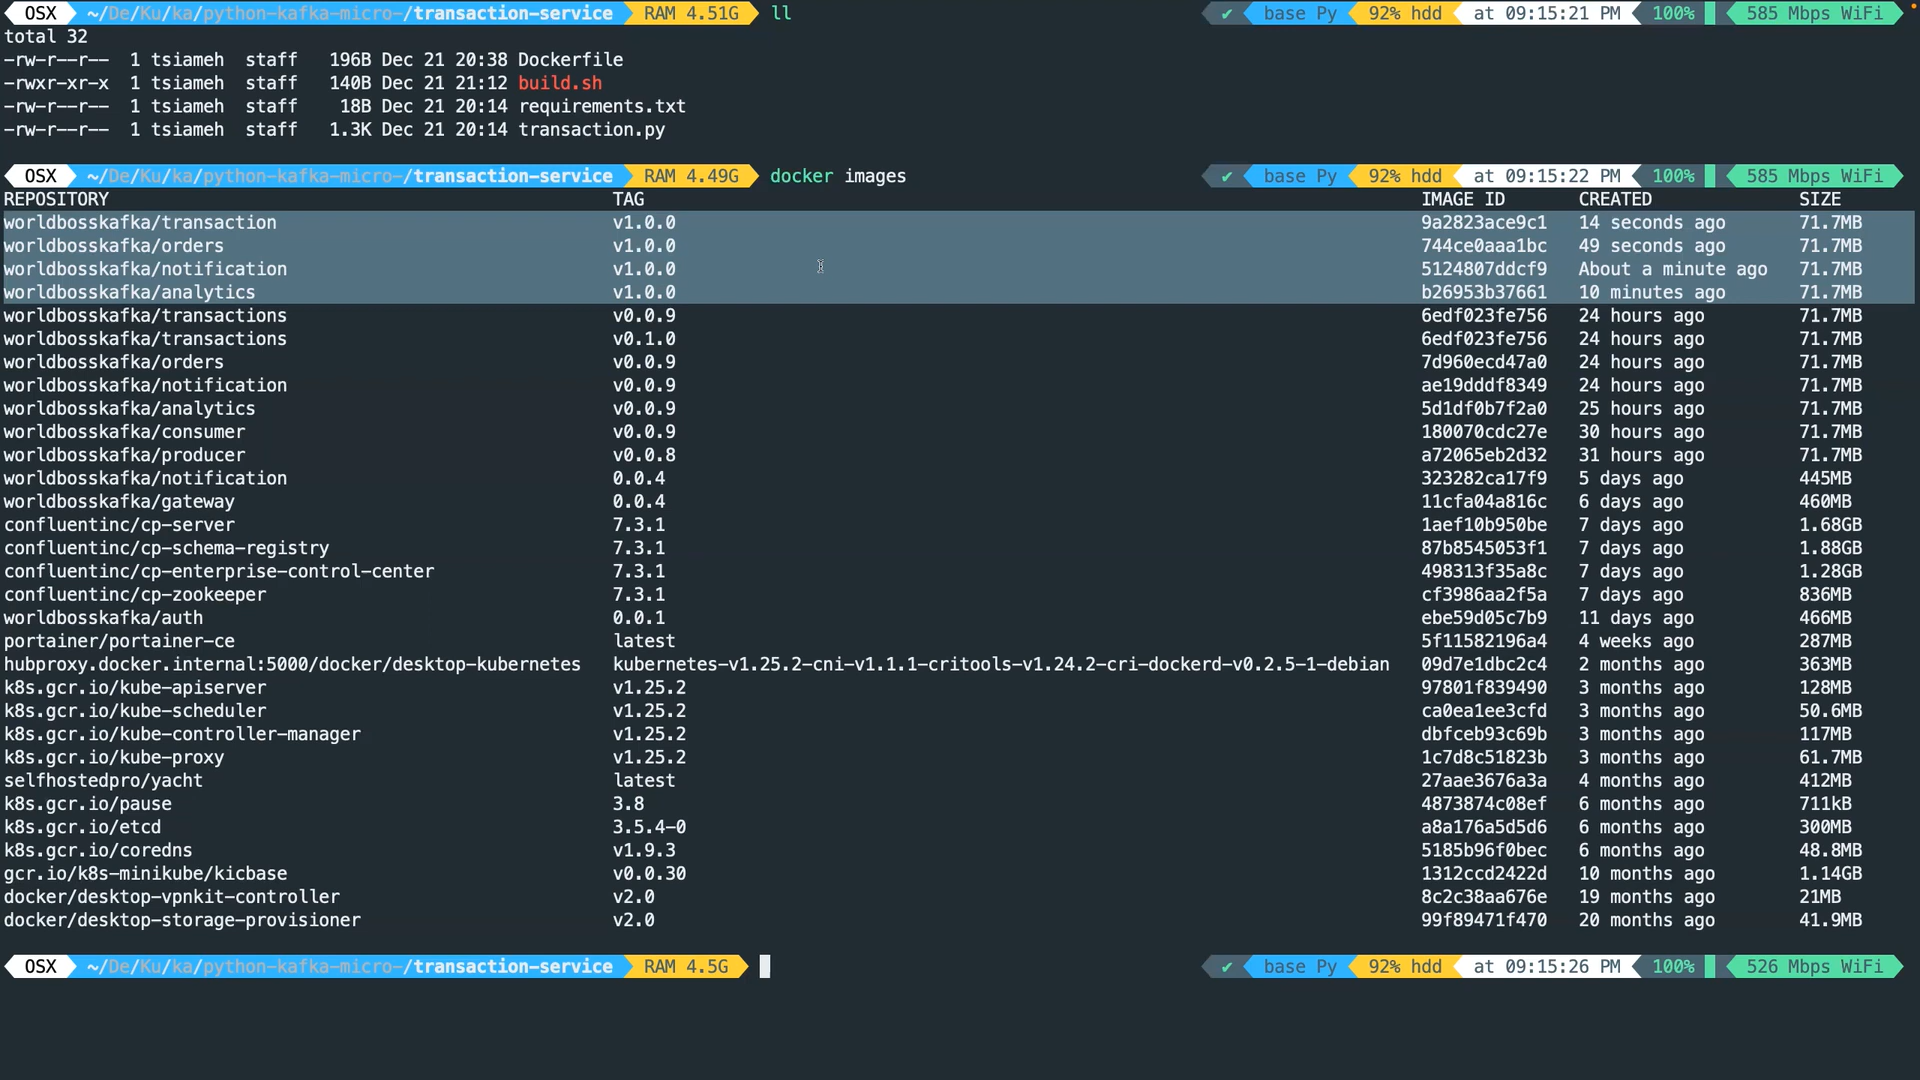 ~/De/Ku/ka/python-kafka-micro-/transaction-service RAM 4.51G ll ✔ base Py 92% hdd at 09:15:21 PM 100% 585 Mbps WiFi
total 32
-rw-r--r-- 1 tsiameh staff 196B Dec 21 20:38 Dockerfile
-rwxr-xr-x 1 tsiameh staff 140B Dec 21 21:12 build.sh
-rw-r--r-- 1 tsiameh staff 18B Dec 21 20:14 requirements.txt
-rw-r--r-- 1 tsiameh staff 1.3K Dec 21 20:14 transaction.py
OSX ~/De/Ku/ka/python-kafka-micro-/transaction-service RAM 4.49G docker images ✔ base Py 92% hdd at 09:15:22 PM 100% 585 Mbps WiFi
REPOSITORY TAG IMAGE ID CREATED SIZE
worldbosskafka/transaction v1.0.0 9a2823ace9c1 14 seconds ago 71.7MB
worldbosskafka/orders v1.0.0 744ce0aaa1bc 49 seconds ago 71.7MB
worldbosskafka/notification v1.0.0 5124807ddcf9 About a minute ago 71.7MB
worldbosskafka/analytics v1.0.0 b26953b37661 10 minutes ago 71.7MB
worldbosskafka/transactions v0.0.9 6edf023fe756 24 hours ago 71.7MB
worldbosskafka/transactions v0.1.0 6edf023fe756 24 hours ago 71.7MB
worldbosskafka/orders v0.0.9 7d960ecd47a0 24 hours ago 71.7MB
worldbosskafka/notification v0.0.9 ae19dddf8349 24 hours ago 71.7MB
worldbosskafka/analytics v0.0.9 5d1df0b7f2a0 25 hours ago 71.7MB
worldbosskafka/consumer v0.0.9 180070cdc27e 30 hours ago 71.7MB
worldbosskafka/producer v0.0.8 a72065eb2d32 31 hours ago 71.7MB
worldbosskafka/notification 0.0.4 323282ca17f9 5 days ago 445MB
worldbosskafka/gateway 0.0.4 11cfa04a816c 6 days ago 460MB
confluentinc/cp-server 7.3.1 1aef10b950be 7 days ago 1.68GB
confluentinc/cp-schema-registry 7.3.1 87b8545053f1 7 days ago 1.88GB
confluentinc/cp-enterprise-control-center 7.3.1 498313f35a8c 7 days ago 1.28GB
confluentinc/cp-zookeeper 7.3.1 cf3986aa2f5a 7 days ago 836MB
worldbosskafka/auth 0.0.1 ebe59d05c7b9 11 days ago 466MB
portainer/portainer-ce latest 5f11582196a4 4 weeks ago 287MB
hubproxy.docker.internal:5000/docker/desktop-kubernetes kubernetes-v1.25.2-cni-v1.1.1-critools-v1.24.2-cri-dockerd-v0.2.5-1-debian 09d7e1dbc2c4 2 months ago 363MB
k8s.gcr.io/kube-apiserver v1.25.2 97801f839490 3 months ago 128MB
k8s.gcr.io/kube-scheduler v1.25.2 ca0ea1ee3cfd 3 months ago 50.6MB
k8s.gcr.io/kube-controller-manager v1.25.2 dbfceb93c69b 3 months ago 117MB
k8s.gcr.io/kube-proxy v1.25.2 1c7d8c51823b 3 months ago 61.7MB
selfhostedpro/yacht latest 27aae3676a3a 4 months ago 412MB
k8s.gcr.io/pause 3.8 4873874c08ef 6 months ago 711kB
k8s.gcr.io/etcd 3.5.4-0 a8a176a5d5d6 6 months ago 300MB
k8s.gcr.io/coredns v1.9.3 5185b96f0bec 6 months ago 48.8MB
gcr.io/k8s-minikube/kicbase v0.0.30 1312ccd2422d 10 months ago 1.14GB
docker/desktop-vpnkit-controller v2.0 8c2c38aa676e 19 months ago 21MB
docker/desktop-storage-provisioner v2.0 99f89471f470 20 months ago 41.9MB
OSX ~/De/Ku/ka/python-kafka-micro-/transaction-service RAM 4.5G ✔ base Py 92% hdd at 09:15:26 PM 100% 526 Mbps WiFi